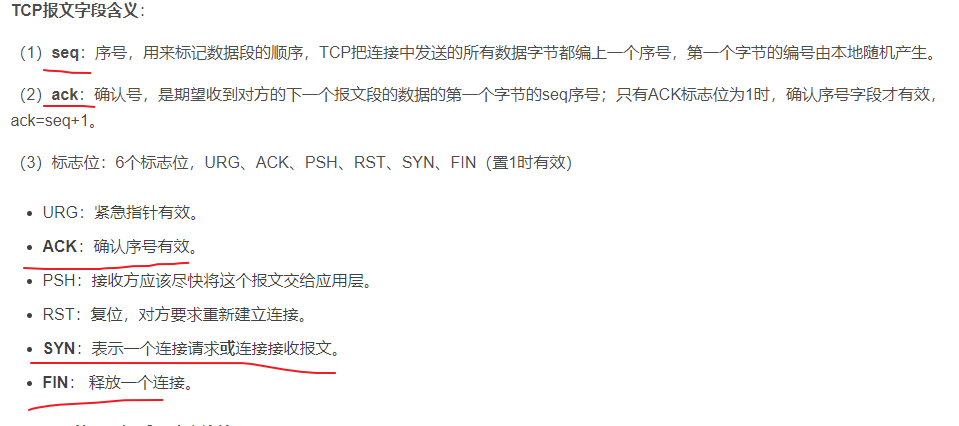 TCP报文字段含义：
（1）seq：序号，用来标记数据段的顺序，TCP把连接中发送的所有数据字节都编上一个序号，第一个字节的编号由本地随机产生。
（2）ack：确认号，是期望收到对方的下一个报文段的数据的第一个字节的seq序号；只有ACK标志位为1时，确认序号字段才有效，
ack=seq+1。
（3）标志位：6个标志位，URG、ACK、PSH、RST、SYN、FIN（置1时有效）
• URG：紧急指针有效。
• ACK：确认序号有效。
• PSH：接收方应该尽快将这个报文交给应用层。
• RST：复位，对方要求重新建立连接。
• SYN：表示一个连接请求或连接接收报文。
• FIN： 释放一个连接。